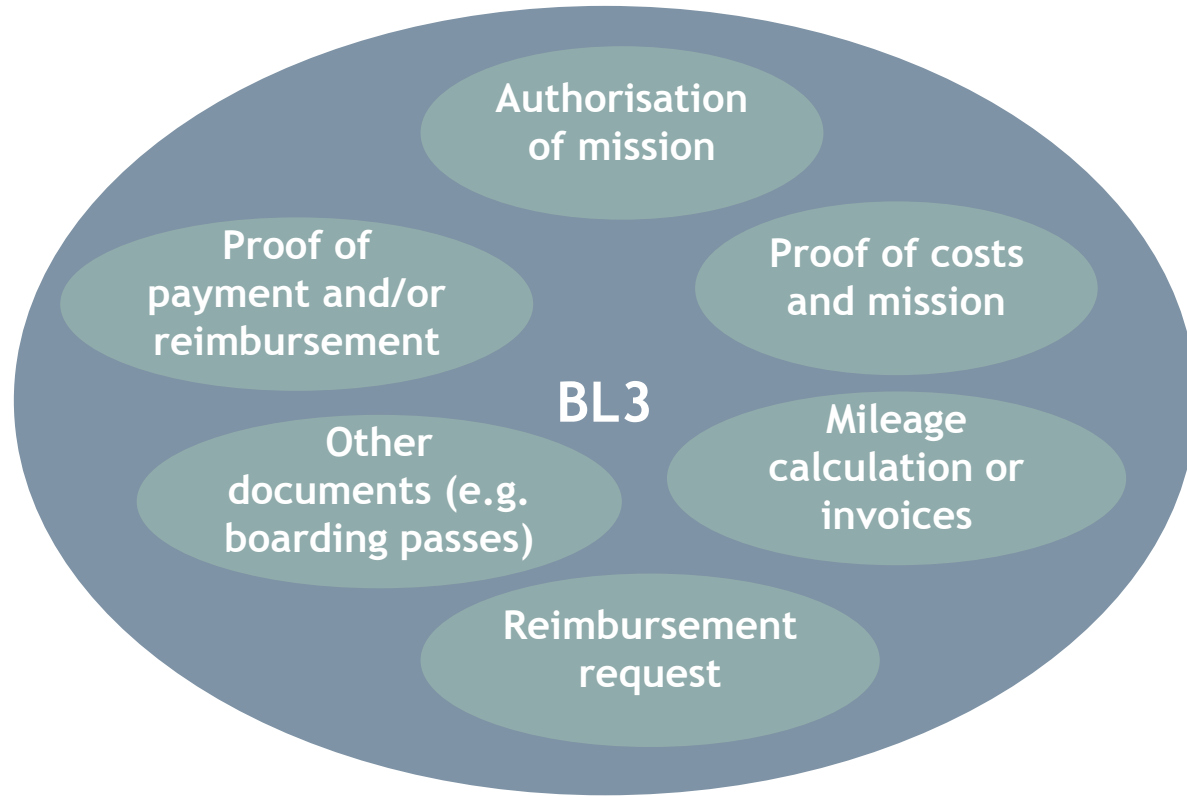 Authorisation
of mission
Proof of
payment and/or
reimbursement
Proof of costs
and mission
BL3
Other
documents (e.g.
boarding passes)
Mileage
calculation or
invoices
Reimbursement
request